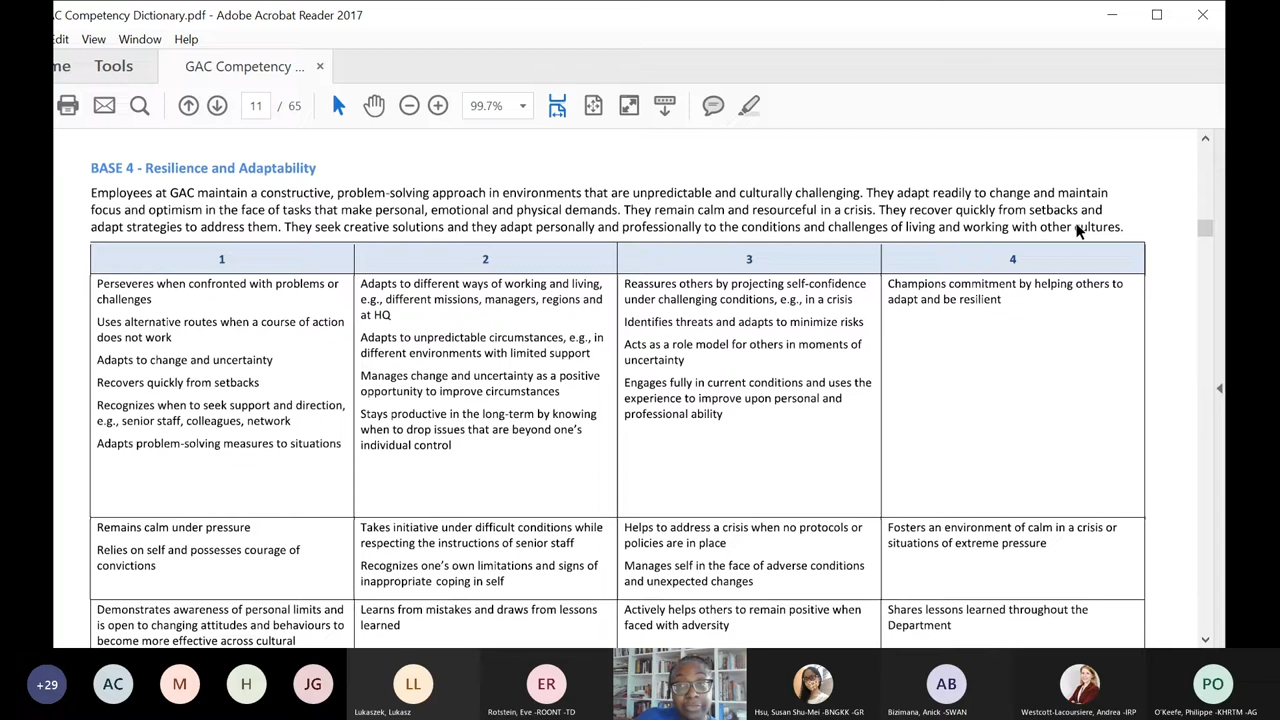 C Competency Dictionary.pdf - Adobe Acrobat Reader 2017
dit View Window Help
me Tools GAC Competency ... ×
11 / 65 99.7%
BASE 4 - Resilience and Adaptability
Employees at GAC maintain a constructive, problem-solving approach in environments that are unpredictable and culturally challenging. They adapt readily to change and maintain
focus and optimism in the face of tasks that make personal, emotional and physical demands. They remain calm and resourceful in a crisis. They recover quickly from setbacks and
adapt strategies to address them. They seek creative solutions and they adapt personally and professionally to the conditions and challenges of living and working with other cultures.
1
2
3
4
Perseveres when confronted with problems or
challenges
Uses alternative routes when a course of action
does not work
Adapts to change and uncertainty
Recovers quickly from setbacks
Recognizes when to seek support and direction,
e.g., senior staff, colleagues, network
Adapts problem-solving measures to situations
Adapts to different ways of working and living,
e.g., different missions, managers, regions and
at HQ
Adapts to unpredictable circumstances, e.g., in
different environments with limited support
Manages change and uncertainty as a positive
opportunity to improve circumstances
Stays productive in the long-term by knowing
when to drop issues that are beyond one's
individual control
Reassures others by projecting self-confidence
under challenging conditions, e.g., in a crisis
Identifies threats and adapts to minimize risks
Acts as a role model for others in moments of
uncertainty
Engages fully in current conditions and uses the
experience to improve upon personal and
professional ability
Champions commitment by helping others to
adapt and be resilient
Remains calm under pressure
Relies on self and possesses courage of
convictions
Takes initiative under difficult conditions while
respecting the instructions of senior staff
Recognizes one's own limitations and signs of
inappropriate coping in self
Helps to address a crisis when no protocols or
policies are in place
Manages self in the face of adverse conditions
and unexpected changes
Fosters an environment of calm in a crisis or
situations of extreme pressure
Demonstrates awareness of personal limits and
is open to changing attitudes and behaviours to
become more effective across cultural
Learns from mistakes and draws from lessons
learned
Actively helps others to remain positive when
faced with adversity
Shares lessons learned throughout the
Department
+29 AC M H JG LL ER AB PO
Lukaszek, Lukasz
Rotstein, Eve -ROONT -TD
Hsu, Susan Shu-Mei -BNGKK -GR
Bizimana, Anick -SWAN
Westcott-Lacoursiere, Andrea -IRP
O'Keefe, Philippe -KHRTM -AG